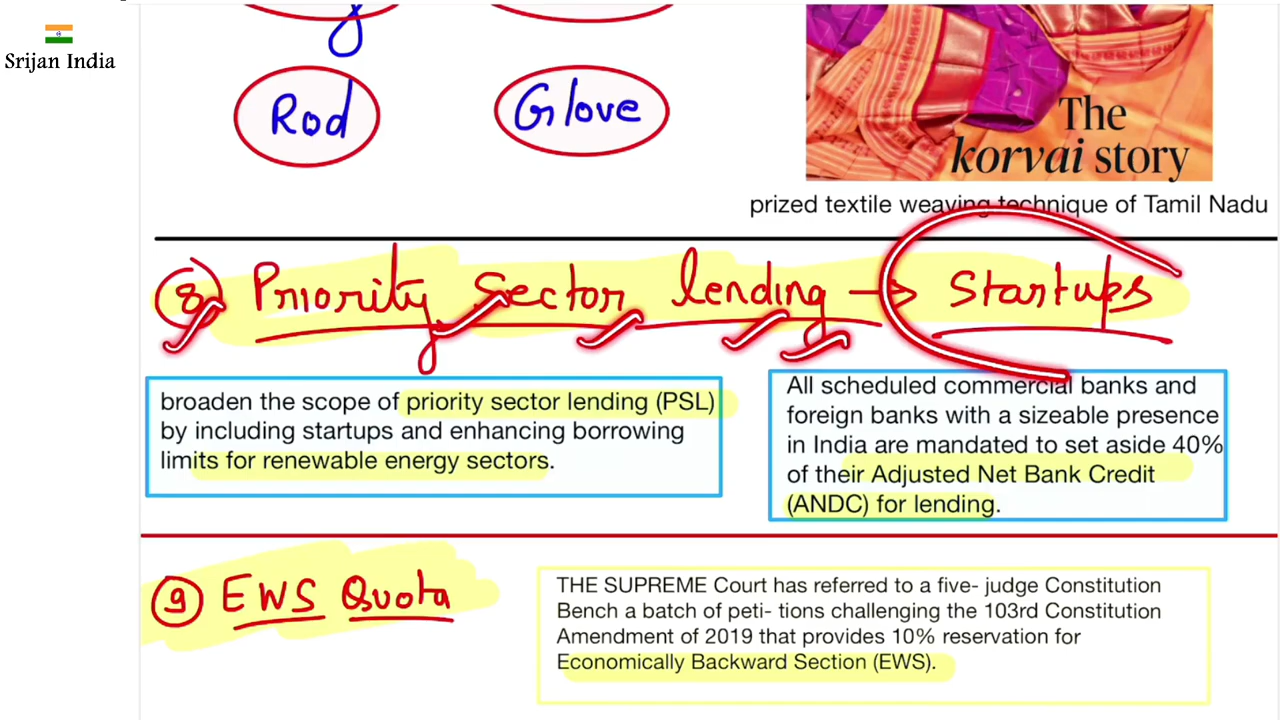 Srijan India
Rod
Glove
The
korvai story
prized textile weaving technique of Tamil Nadu
8 Priority Sector lending → Startups
broaden the scope of priority sector lending (PSL)
by including startups and enhancing borrowing
limits for renewable energy sectors.
All scheduled commercial banks and
foreign banks with a sizeable presence
in India are mandated to set aside 40%
of their Adjusted Net Bank Credit
(ANDC) for lending.
9 EWS Quota
THE SUPREME Court has referred to a five- judge Constitution
Bench a batch of peti- tions challenging the 103rd Constitution
Amendment of 2019 that provides 10% reservation for
Economically Backward Section (EWS).